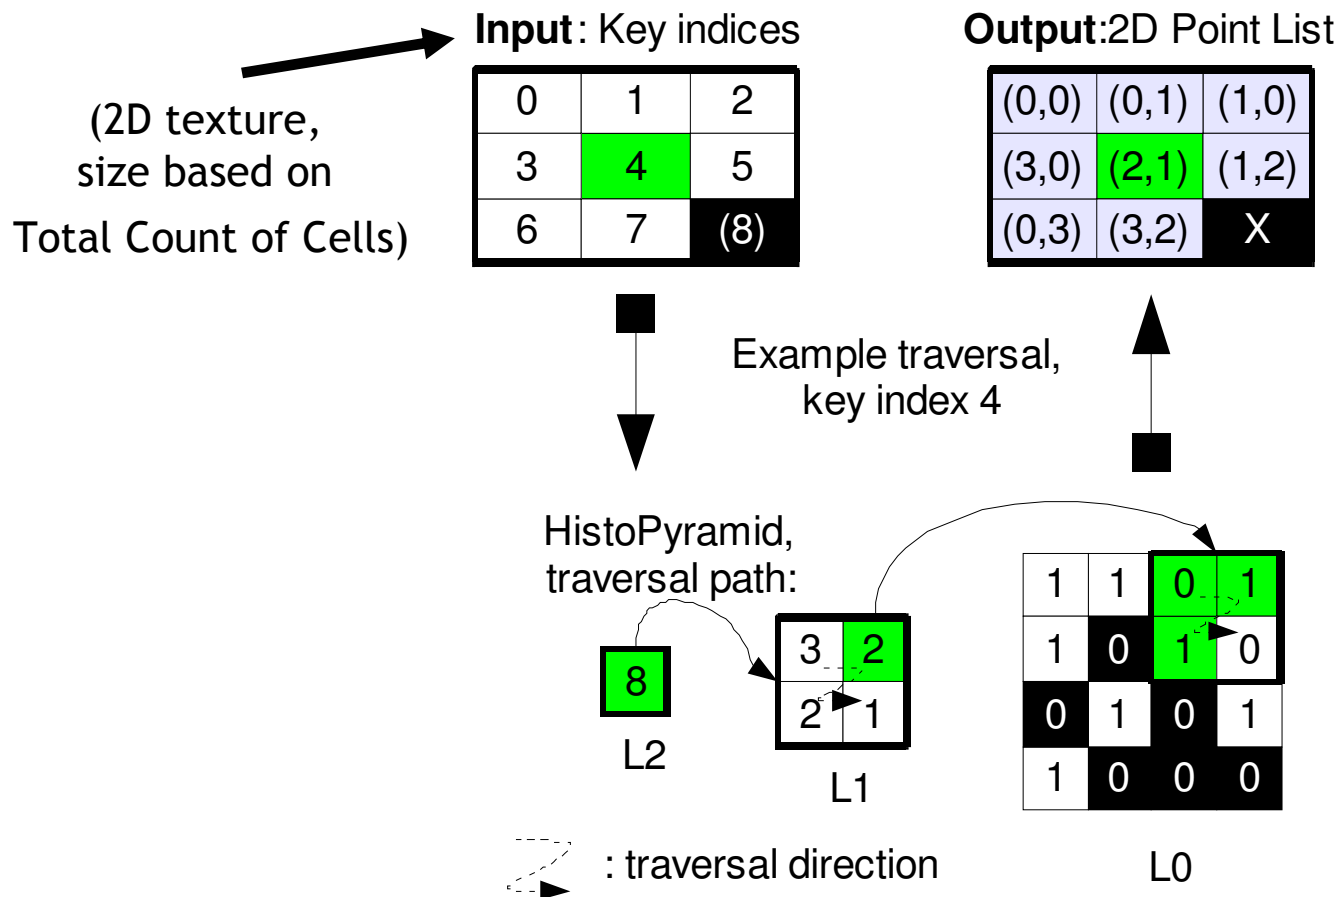 Input: Key indices
Output:2D Point List
(2D texture,
size based on
Total Count of Cells)
0 1 2
3 4 5
6 7 (8)
(0,0) (0,1) (1,0)
(3,0) (2,1) (1,2)
(0,3) (3,2) X
Example traversal,
key index 4
HistoPyramid,
traversal path:
8
L2
3 2
2 1
L1
1 1 0 1
1 0 1 0
0 1 0 1
1 0 0 0
L0
: traversal direction